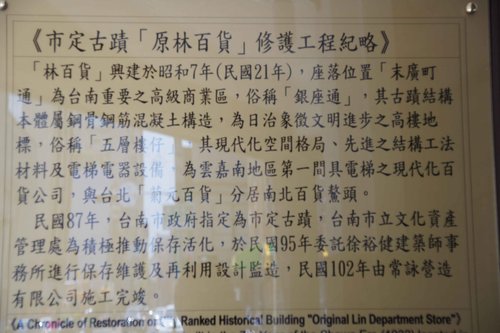 《市定古蹟「原林百貨」修護工程紀略》
「林百貨」興建於昭和7年(民國21年)，座落位置「末廣町
通」為台南重要之高級商業區，俗稱「銀座通」，其古蹟結構
本體屬鋼骨鋼筋混凝土構造，為日治象徵文明進步之高樓地
標，俗稱「五層樓仔」。其現代化空間格局、先進之結構工法
材料及電梯電器設備，為雲嘉南地區第一間具電梯之現代化百
貨公司，與台北「菊元百貨」分居南北百貨鰲頭。
民國87年，台南市政府指定為市定古蹟，台南市立文化資產
管理處為積極推動保存活化，於民國95年委託徐裕健建築師事
務所進行保存維護及再利用設計監造，民國102年由常詠營造
有限公司施工完竣。
《A Chronicle of Restoration of Ranked Historical Building "Original Lin Department Store"》